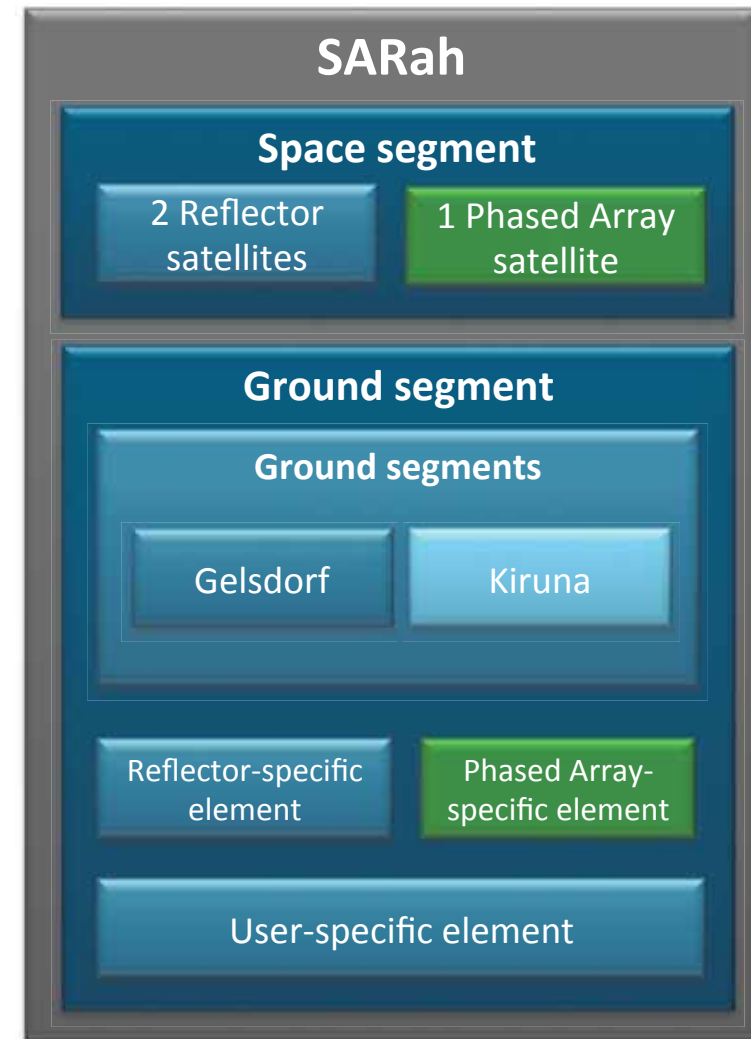 SARah
Space segment
2 Reflector
satellites
1 Phased Array
satellite
Ground segment
Ground segments
Gelsdorf
Kiruna
Reflector-specific
element
Phased Array-
specific element
User-specific element